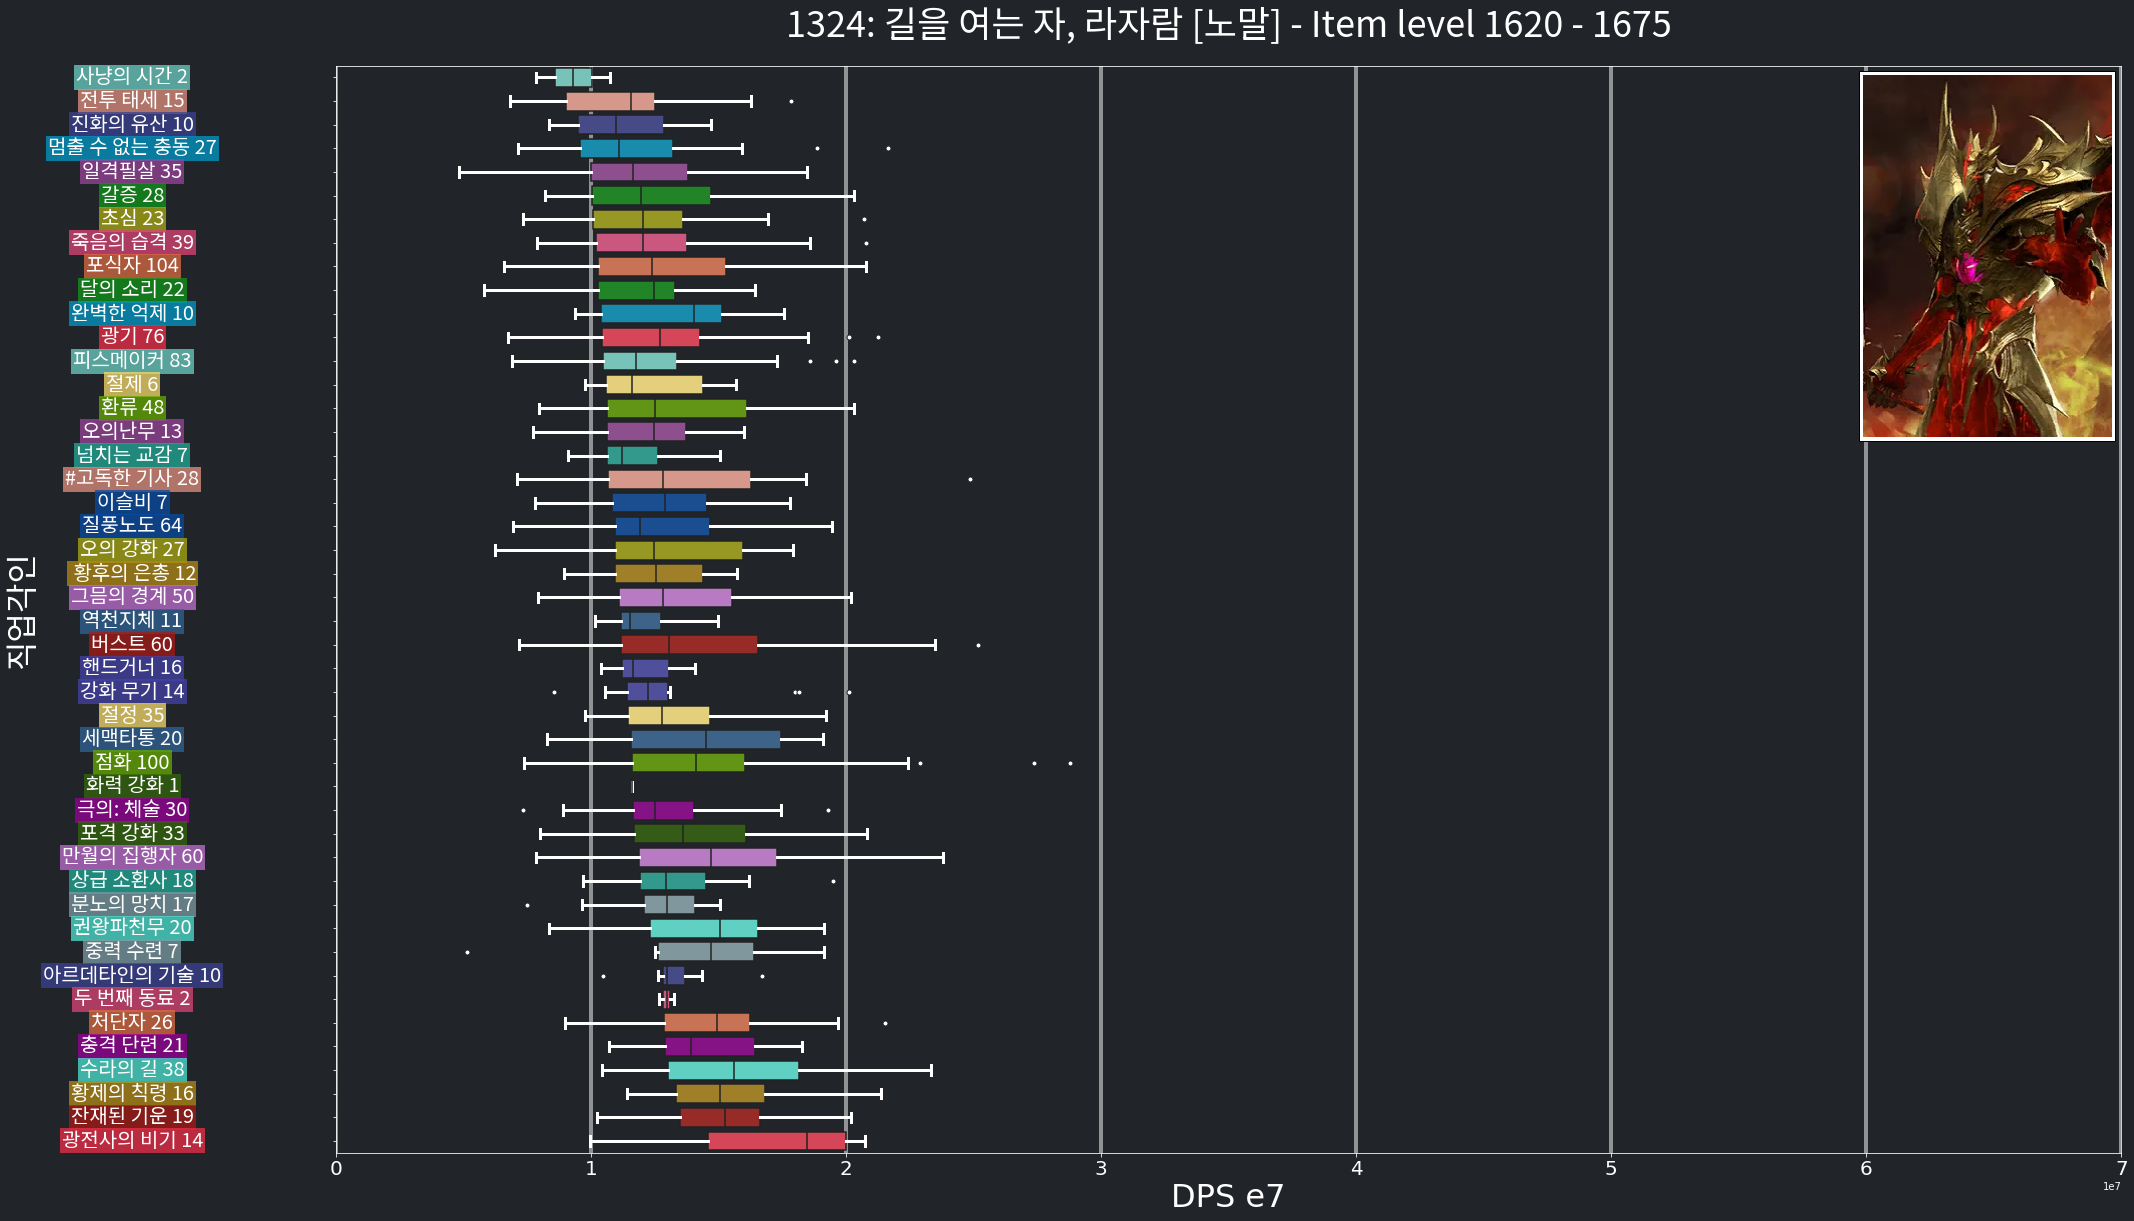 1324: 길을 여는 자, 라자람 [노말] - Item level 1620 - 1675
사냥의 시간 2
전투 태세 15
진화의 유산 10
멈출 수 없는 충동 27
일격필살 35
갈증 28
초심 23
죽음의 습격 39
포식자 104
달의 소리 22
완벽한 억제 10
광기 76
피스메이커 83
절제 6
환류 48
오의난무 13
넘치는 교감 7
#고독한 기사 28
이슬비 7
질풍노도 64
오의 강화 27
황후의 은총 12
그믐의 경계 50
역천지체 11
버스트 60
핸드거너 16
강화 무기 14
절정 35
세맥타통 20
점화 100
화력 강화 1
극의: 체술 30
포격 강화 33
만월의 집행자 60
상급 소환사 18
분노의 망치 17
권왕파천무 20
중력 수련 7
아르데타인의 기술 10
두 번째 동료 2
처단자 26
충격 단련 21
수라의 길 38
황제의 칙령 16
잔재된 기운 19
광전사의 비기 14
직업각인
0 1 2 3 4 5 6 7
1e7
DPS e7